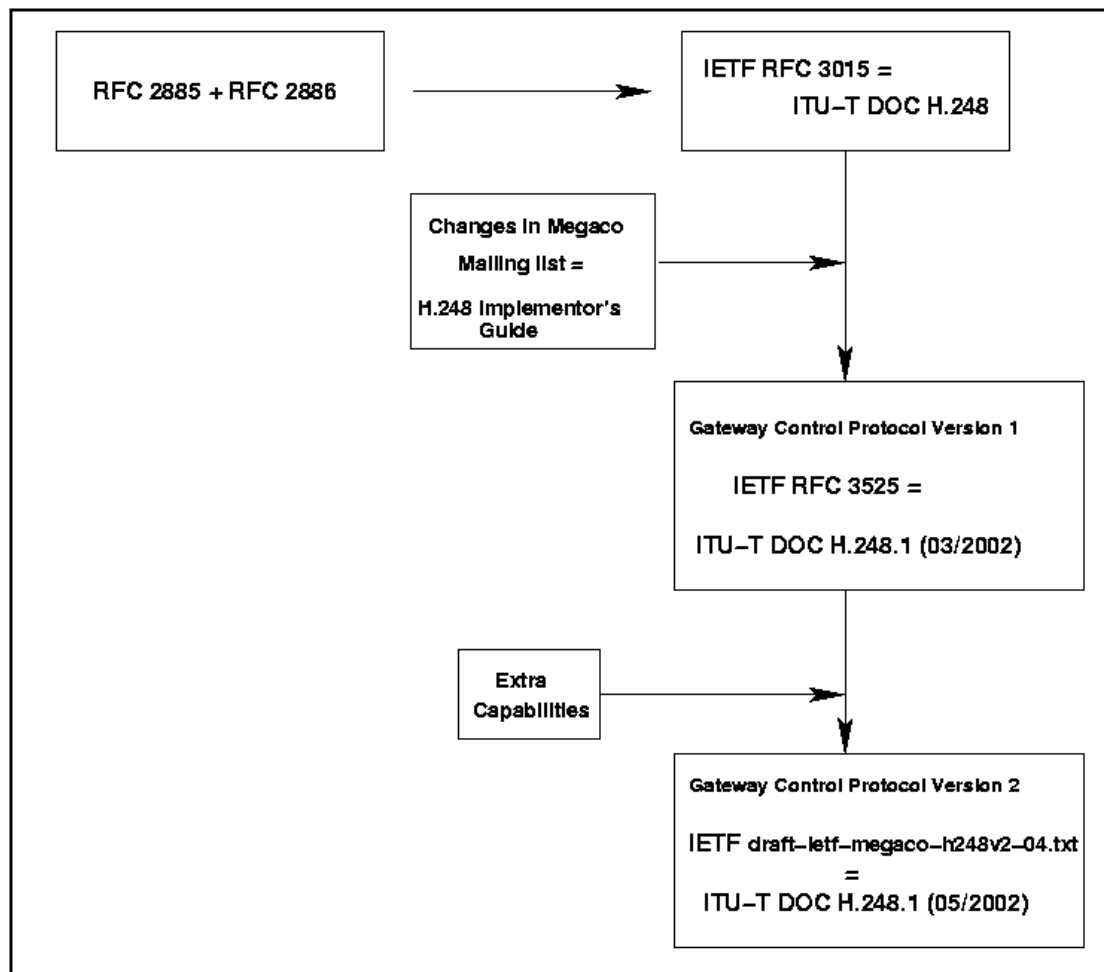 RFC 2885 + RFC 2886
IETF RFC 3015 =
ITU–T DOC H.248
Changes in Megaco
Mailing list =
H.248 Implementor's
Guide
Gateway Control Protocol Version 1
IETF RFC 3525 =
ITU–T DOC H.248.1 (03/2002)
Extra
Capabilities
Gateway Control Protocol Version 2
IETF draft–ietf–megaco–h248v2–04.txt
=
ITU–T DOC H.248.1 (05/2002)